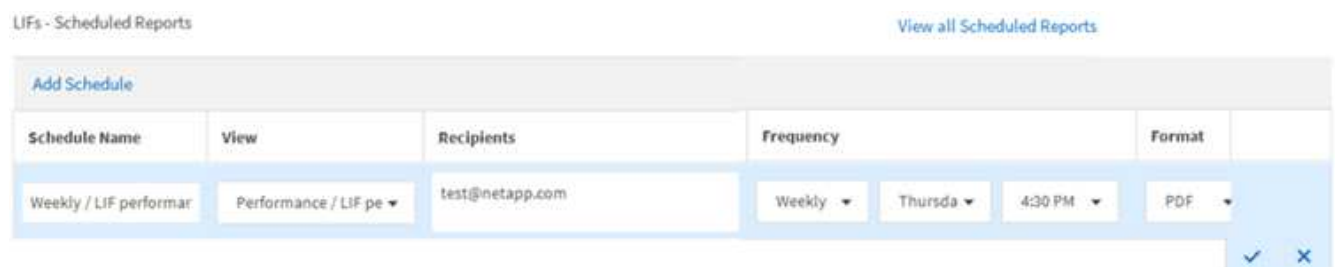 LIFs - Scheduled Reports View all Scheduled Reports
Add Schedule
Schedule Name View Recipients Frequency Format
Weekly / LIF performar Performance / LIF pe test@netapp.com Weekly Thursda 4:30 PM PDF